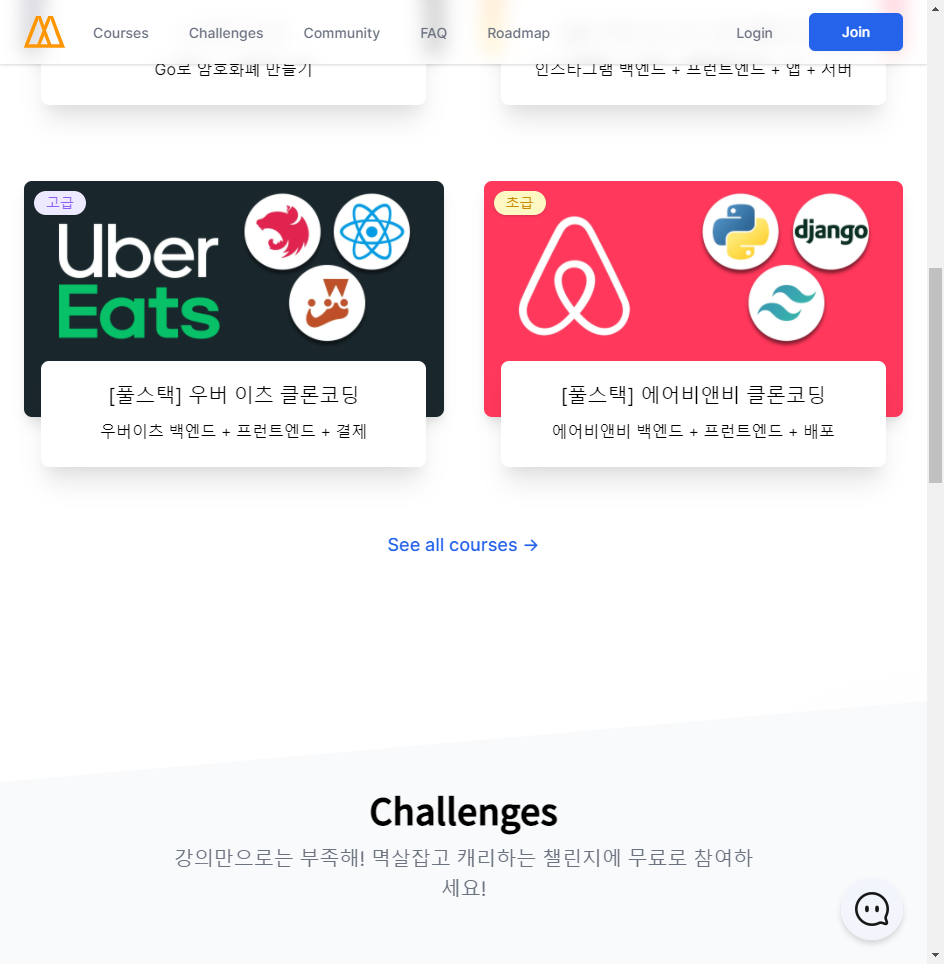 Courses Challenges Community FAQ Roadmap Login Join
Go로 암호화폐 만들기
인스타그램 백엔드 + 프런트엔드 + 앱 + 서버
고급
Uber
Eats
[풀스택] 우버 이츠 클론코딩
우버이츠 백엔드 + 프런트엔드 + 결제
초급
django
[풀스택] 에어비앤비 클론코딩
에어비앤비 백엔드 + 프런트엔드 + 배포
See all courses →
Challenges
강의만으로는 부족해! 멱살잡고 캐리하는 챌린지에 무료로 참여하
세요!